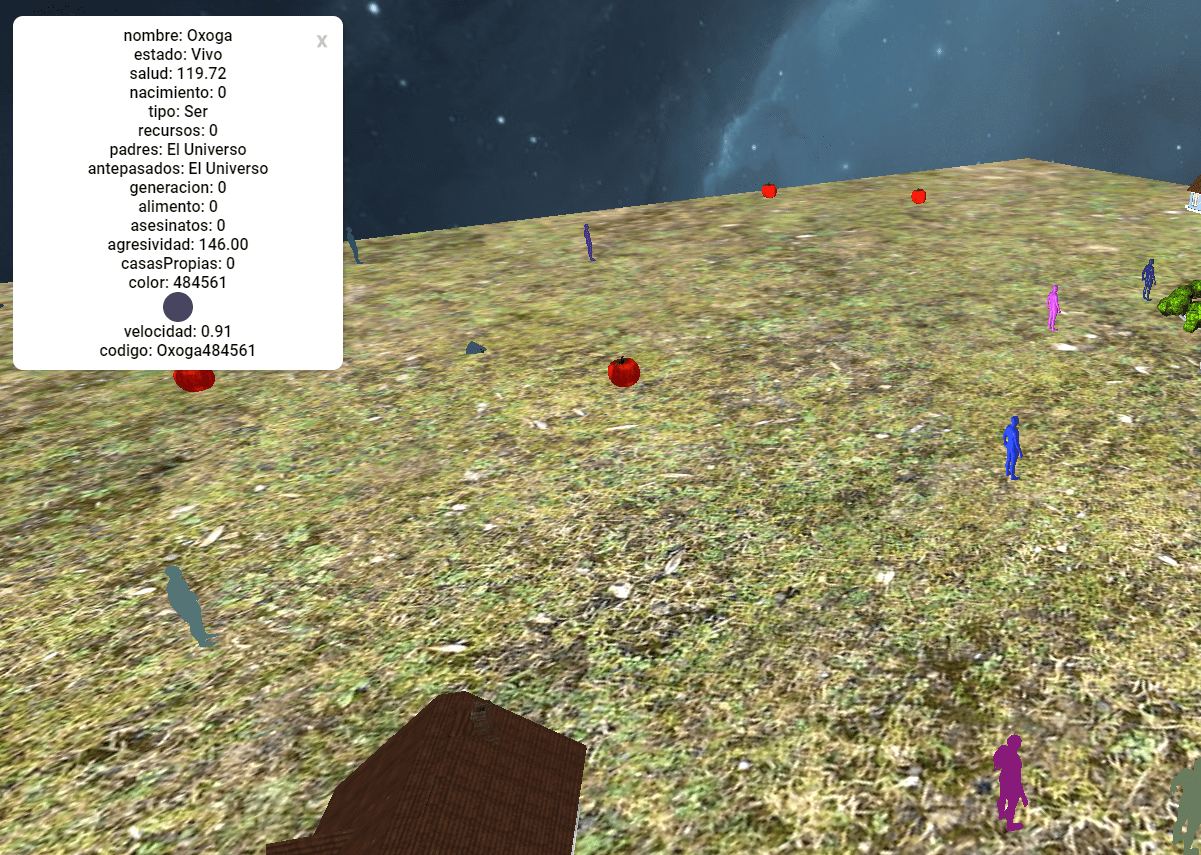 nombre: Oxoga
x
estado: Vivo
salud: 119.72
nacimiento: 0
tipo: Ser
recursos: 0
padres: El Universo
antepasados: El Universo
generacion: 0
alimento: 0
asesinatos: 0
agresividad: 146.00
casasPropias: 0
color: 484561
velocidad: 0.91
codigo: Oxoga484561